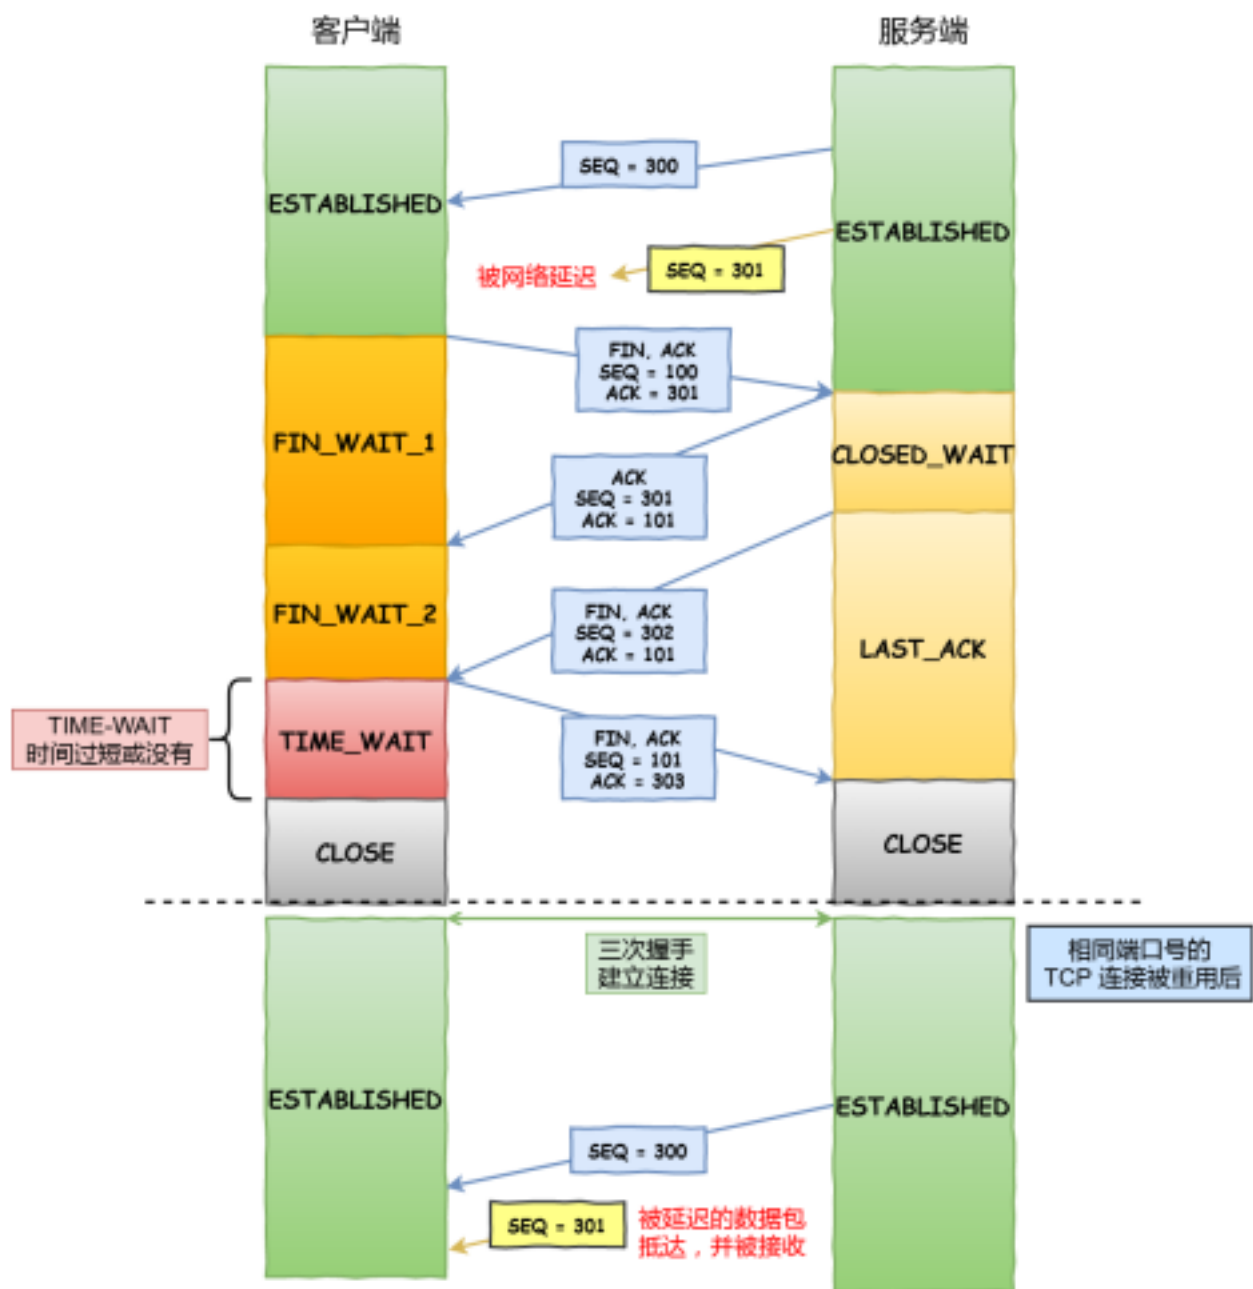 客户端
服务端
SEQ = 300
ESTABLISHED
ESTABLISHED
SEQ = 301
被网络延迟
FIN, ACK
SEQ = 100
ACK = 301
FIN_WAIT_1
CLOSED_WAIT
ACK
SEQ = 301
ACK = 101
FIN_WAIT_2
FIN, ACK
SEQ = 302
ACK = 101
LAST_ACK
TIME-WAIT
时间过短或没有
TIME_WAIT
FIN, ACK
SEQ = 101
ACK = 303
CLOSE
CLOSE
三次握手
建立连接
相同端口号的
TCP 连接被重用后
ESTABLISHED
ESTABLISHED
SEQ = 300
SEQ = 301
被延迟的数据包
抵达，并被接收